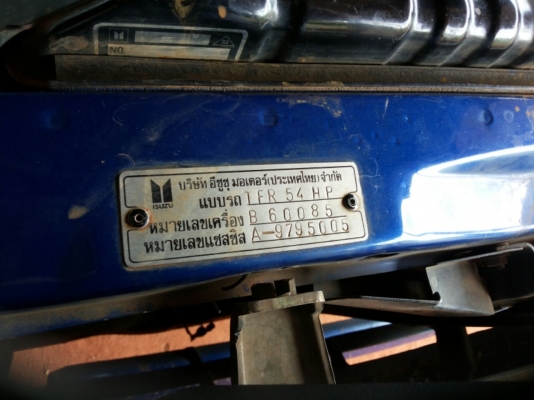 NO.
ISUZU
บริษัท อีซูซุ มอเตอร์(ประเทศไทย)จำกัด
แบบรถ TFR 54 HP
หมายเลขเครื่อง B 60085
หมายเลขแชสซิส A-9795005